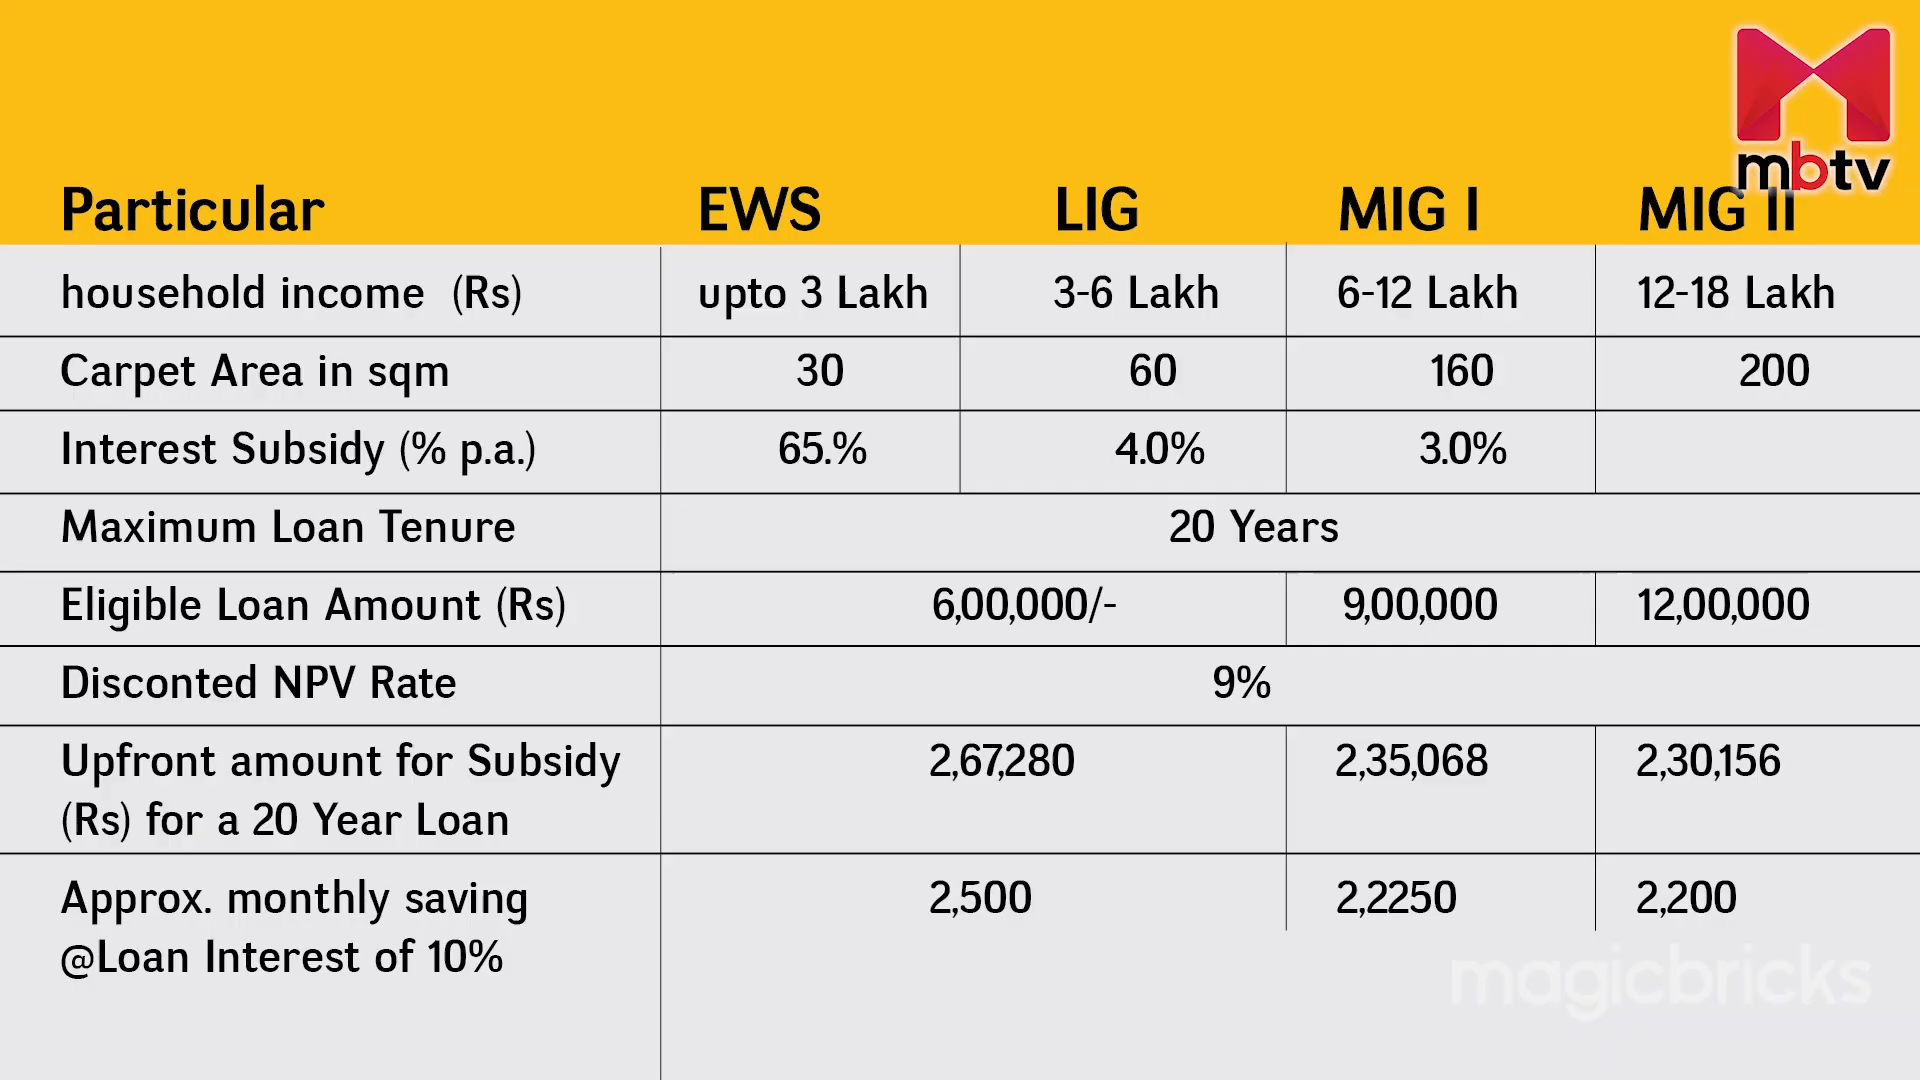 mbtv
Particular EWS LIG MIG I MIG II
household income (Rs) upto 3 Lakh 3-6 Lakh 6-12 Lakh 12-18 Lakh
Carpet Area in sqm 30 60 160 200
Interest Subsidy (% p.a.) 65.% 4.0% 3.0%
Maximum Loan Tenure 20 Years
Eligible Loan Amount (Rs) 6,00,000/- 9,00,000 12,00,000
Disconted NPV Rate 9%
Upfront amount for Subsidy 2,67,280 2,35,068 2,30,156
(Rs) for a 20 Year Loan
Approx. monthly saving 2,500 2,2250 2,200
@Loan Interest of 10%
magicbricks